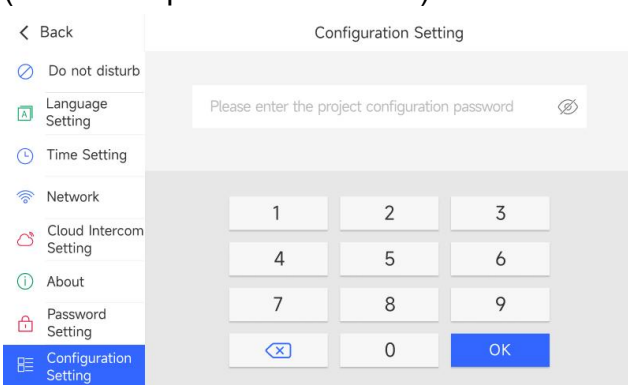 Back
Configuration Setting
Do not disturb
Language
Setting
Time Setting
Network
Cloud Intercom
Setting
About
Password
Setting
Configuration
Setting
Please enter the project configuration password
1 2 3
4 5 6
7 8 9
0 OK